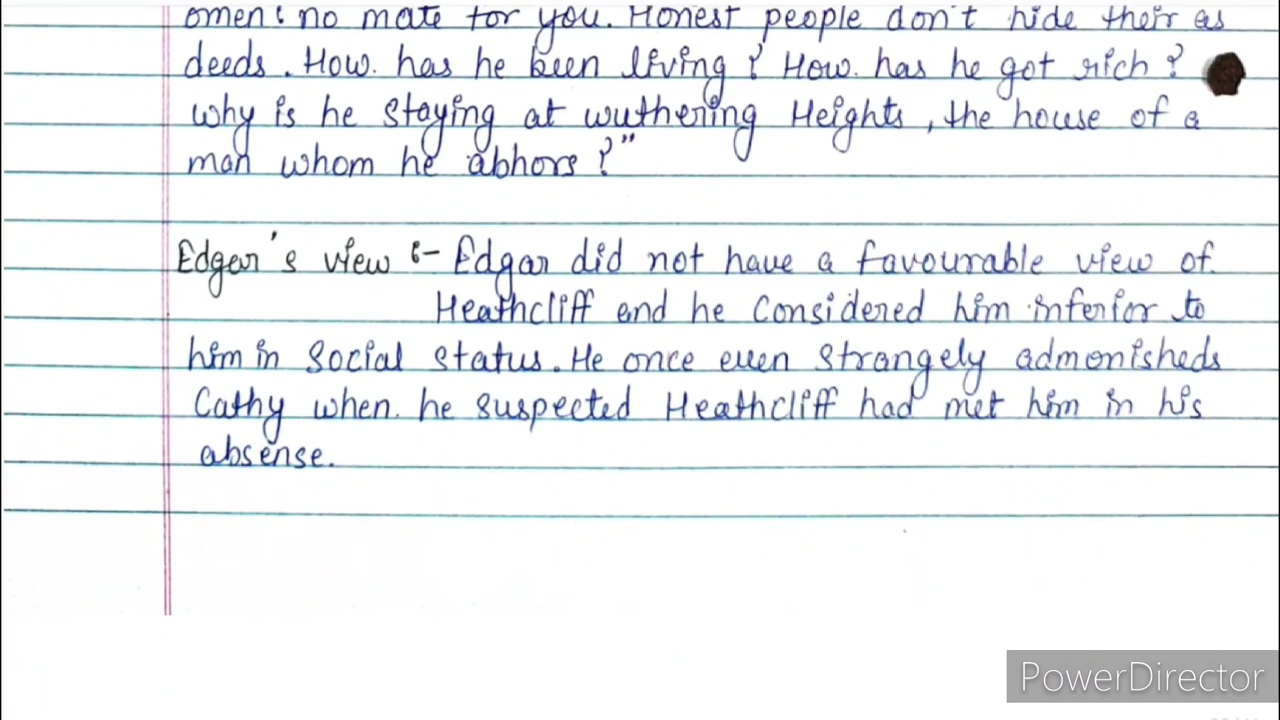 omen: no mate for you. Honest people don't hide their as
deeds. How. has he been living? How. has he got rich?
why is he staying at wuthering Heights, the house of a
man whom he abhors?"
Edgar's view :- Edgar did not have a favourable view of
Heathcliff and he considered him inferior to
him in social status. He once even strangely admonisheds
Cathy when. he suspected Heathcliff had met him in his
absense.
PowerDirector